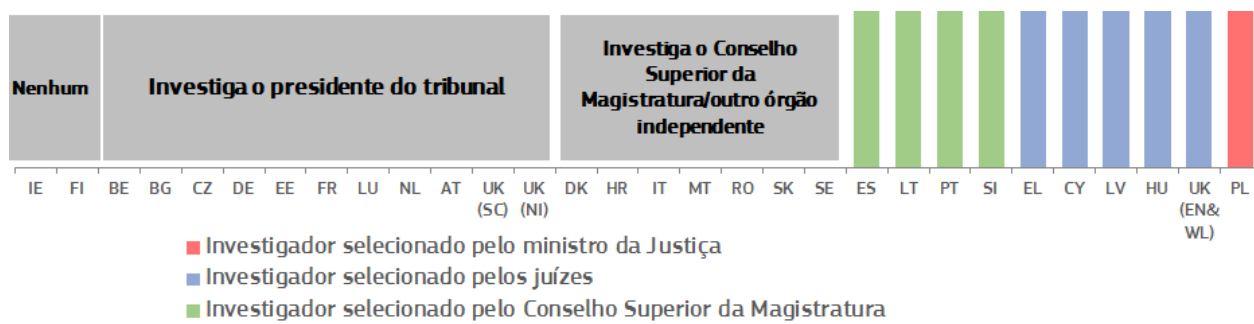 Nenhum
Investiga o presidente do tribunal
Investiga o Conselho
Superior da
Magistratura/outro órgão
independente
IE FI BE BG CZ DE EE FR LU NL AT UK (SC) UK (NI) DK HR IT MT RO SK SE ES LT PT SI EL CY LV HU UK (EN& WL) PL
Investigador selecionado pelo ministro da Justiça
Investigador selecionado pelos juízes
Investigador selecionado pelo Conselho Superior da Magistratura